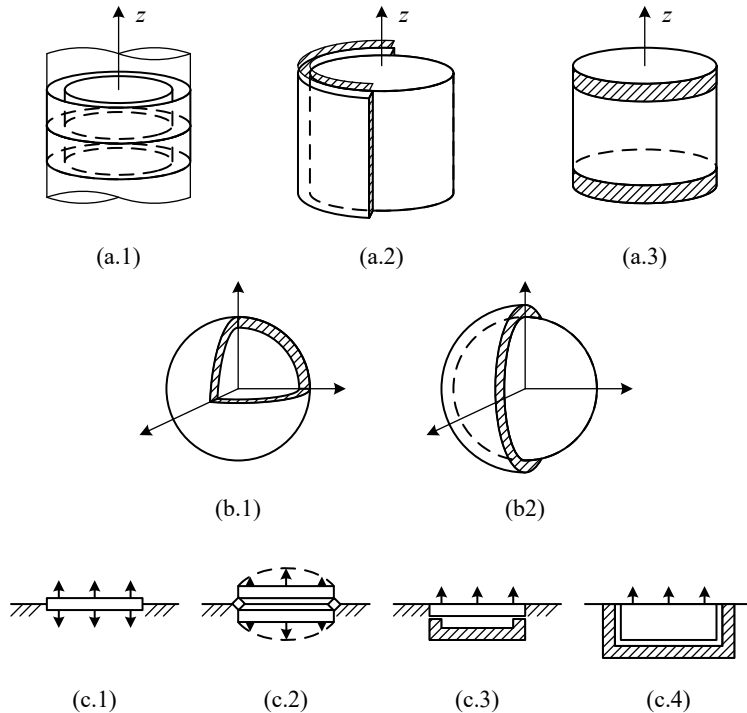 z z z
(a.1) (a.2) (a.3)
(b.1) (b2)
(c.1) (c.2) (c.3) (c.4)